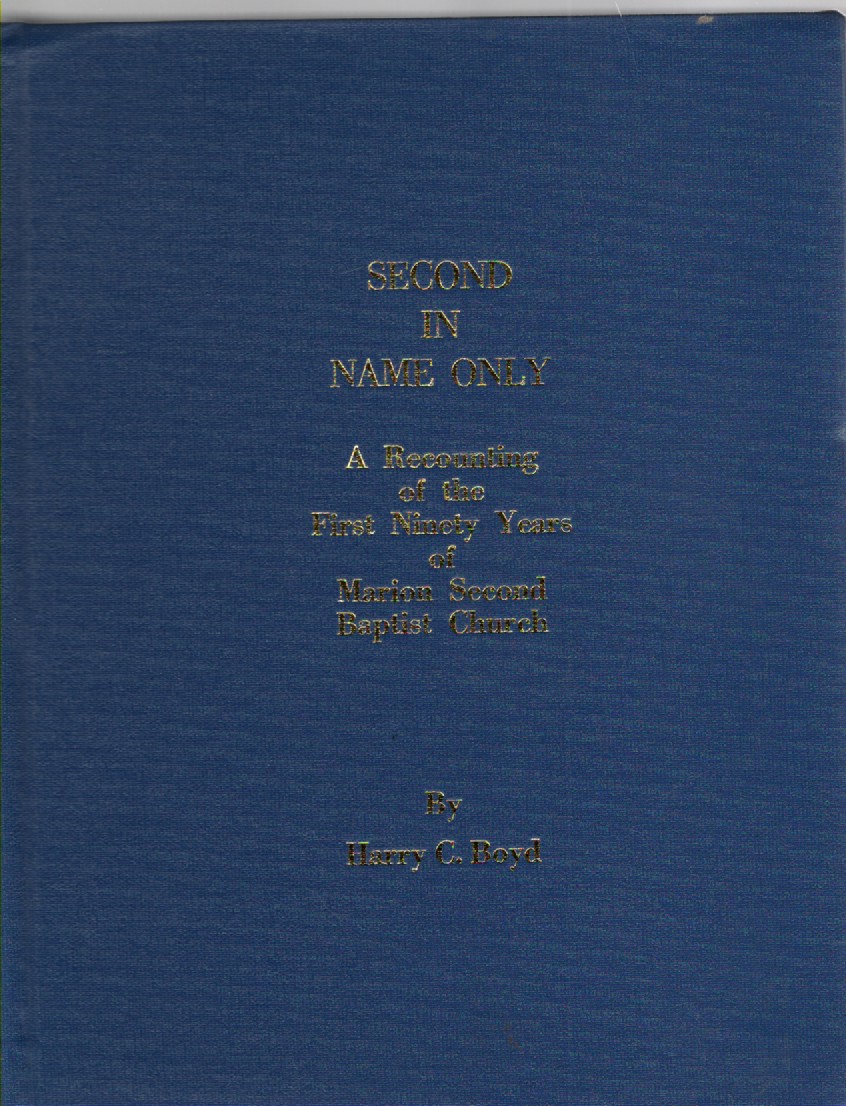 SECOND
IN
NAME ONLY
A Recounting
of the
First Ninety Years
of
Marion Second
Baptist Church
By
Harry C. Boyd